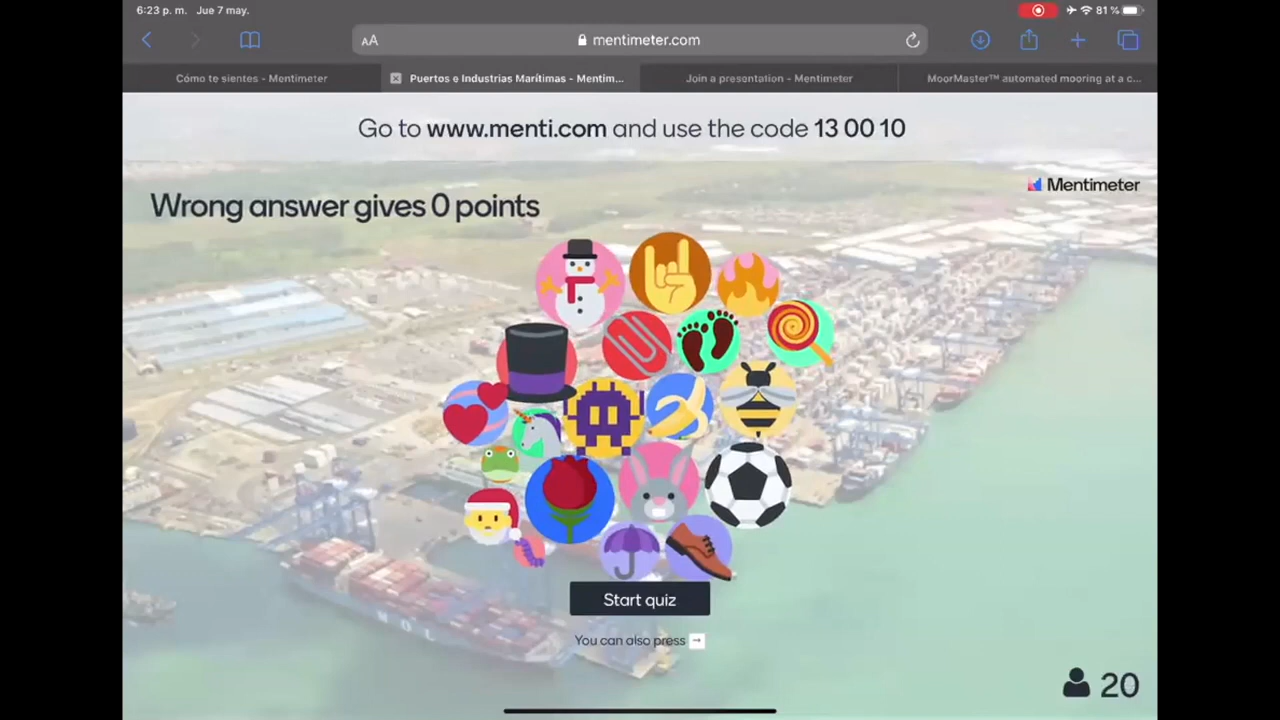 6:23 p. m. Jue 7 may.
81 %
AA
mentimeter.com
Cómo te sientes - Mentimeter
Puertos e Industrias Marítimas - Mentim...
Join a presentation - Mentimeter
MoorMaster™ automated mooring at a c...
Go to www.menti.com and use the code 13 00 10
Mentimeter
Wrong answer gives 0 points
Start quiz
You can also press →
MOL
20